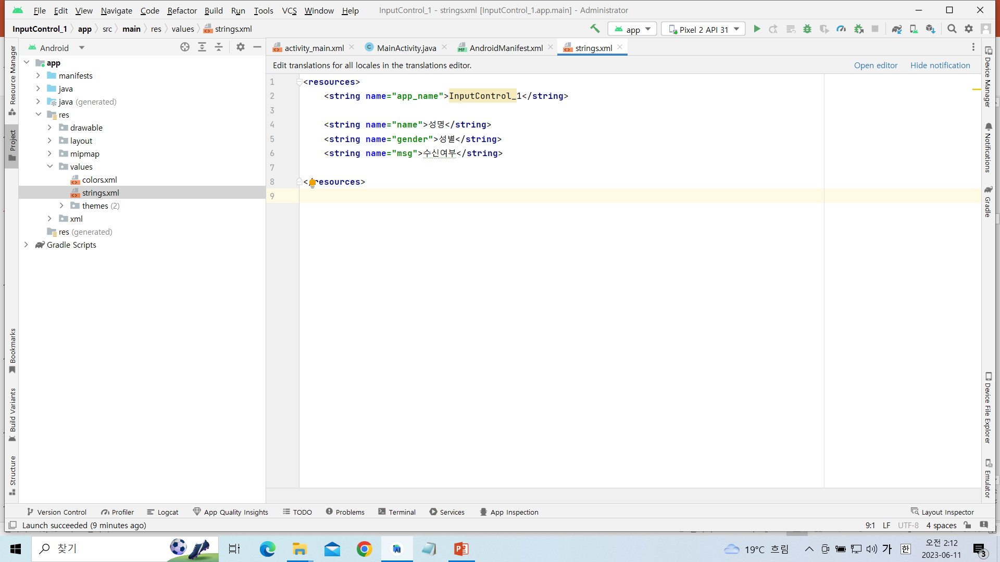 File Edit View Navigate Code Refactor Build Run Tools VCS Window Help InputControl_1 - strings.xml [InputControl_1.app.main] - Administrator
InputControl_1 app src main res values strings.xml app Pixel 2 API 31
Android activity_main.xml MainActivity.java AndroidManifest.xml strings.xml
Edit translations for all locales in the translations editor. Open editor Hide notification
Resource Manager
Project
Bookmarks
Build Variants
Structure
app
manifests
java
java (generated)
res
drawable
layout
mipmap
values
colors.xml
strings.xml
themes (2)
xml
res (generated)
Gradle Scripts
1 <resources>
2 <string name="app_name">InputControl_1</string>
3
4 <string name="name">성명</string>
5 <string name="gender">성별</string>
6 <string name="msg">수신여부</string>
7
8 </resources>
9
Device Manager
Notifications
Gradle
Device File Explorer
Emulator
Version Control Profiler Logcat App Quality Insights TODO Problems Terminal Services App Inspection Layout Inspector
Launch succeeded (9 minutes ago) 9:1 LF UTF-8 4 spaces
찾기 19°C 흐림 가 한 오전 2:12
2023-06-11 3